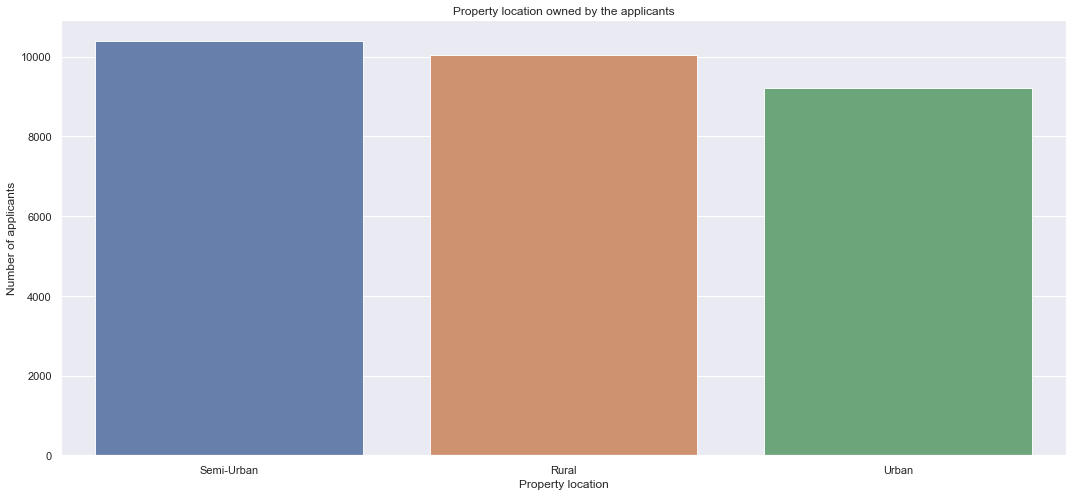 Property location owned by the applicants
Number of applicants
10000
8000
6000
4000
2000
0
Semi-Urban
Rural
Urban
Property location